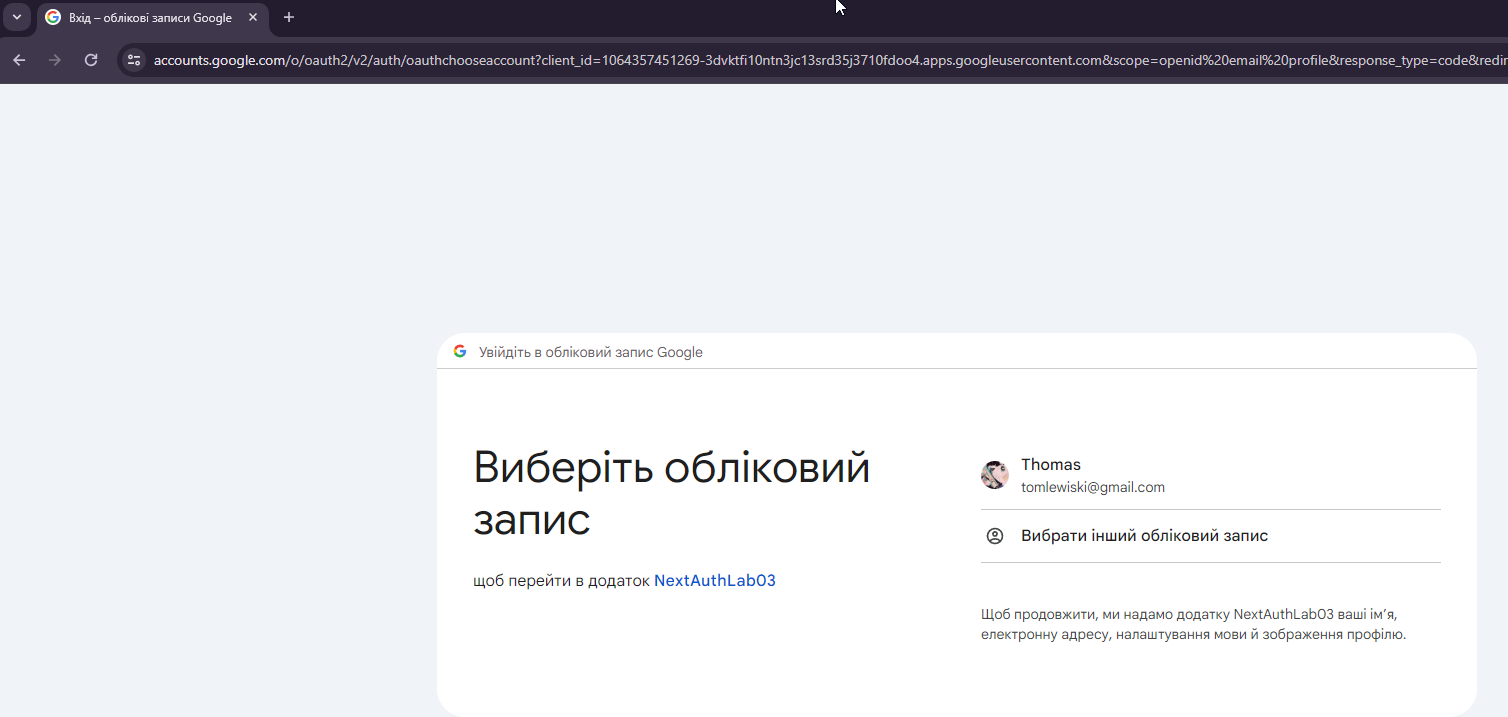 Вхід – облікові записи Google
accounts.google.com/o/oauth2/v2/auth/oauthchooseaccount?client_id=1064357451269-3dvktfi10ntn3jc13srd35j3710fdoo4.apps.googleusercontent.com&scope=openid%20email%20profile&response_type=code&redir
Увійдіть в обліковий запис Google
Виберіть обліковий
запис
щоб перейти в додаток NextAuthLab03
Thomas
tomlewiski@gmail.com
Вибрати інший обліковий запис
Щоб продовжити, ми надамо додатку NextAuthLab03 ваші ім’я,
електронну адресу, налаштування мови й зображення профілю.